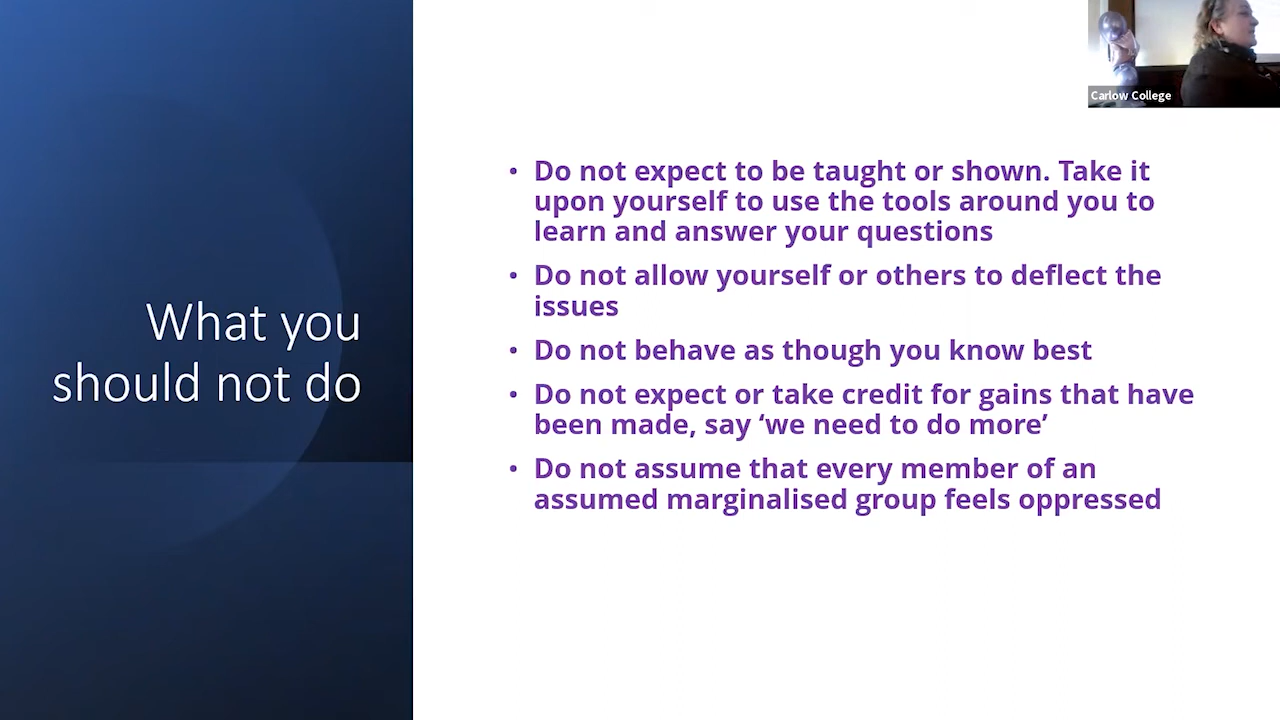 Carlow College
What you
should not do
• Do not expect to be taught or shown. Take it
upon yourself to use the tools around you to
learn and answer your questions
• Do not allow yourself or others to deflect the
issues
• Do not behave as though you know best
• Do not expect or take credit for gains that have
been made, say ‘we need to do more’
• Do not assume that every member of an
assumed marginalised group feels oppressed